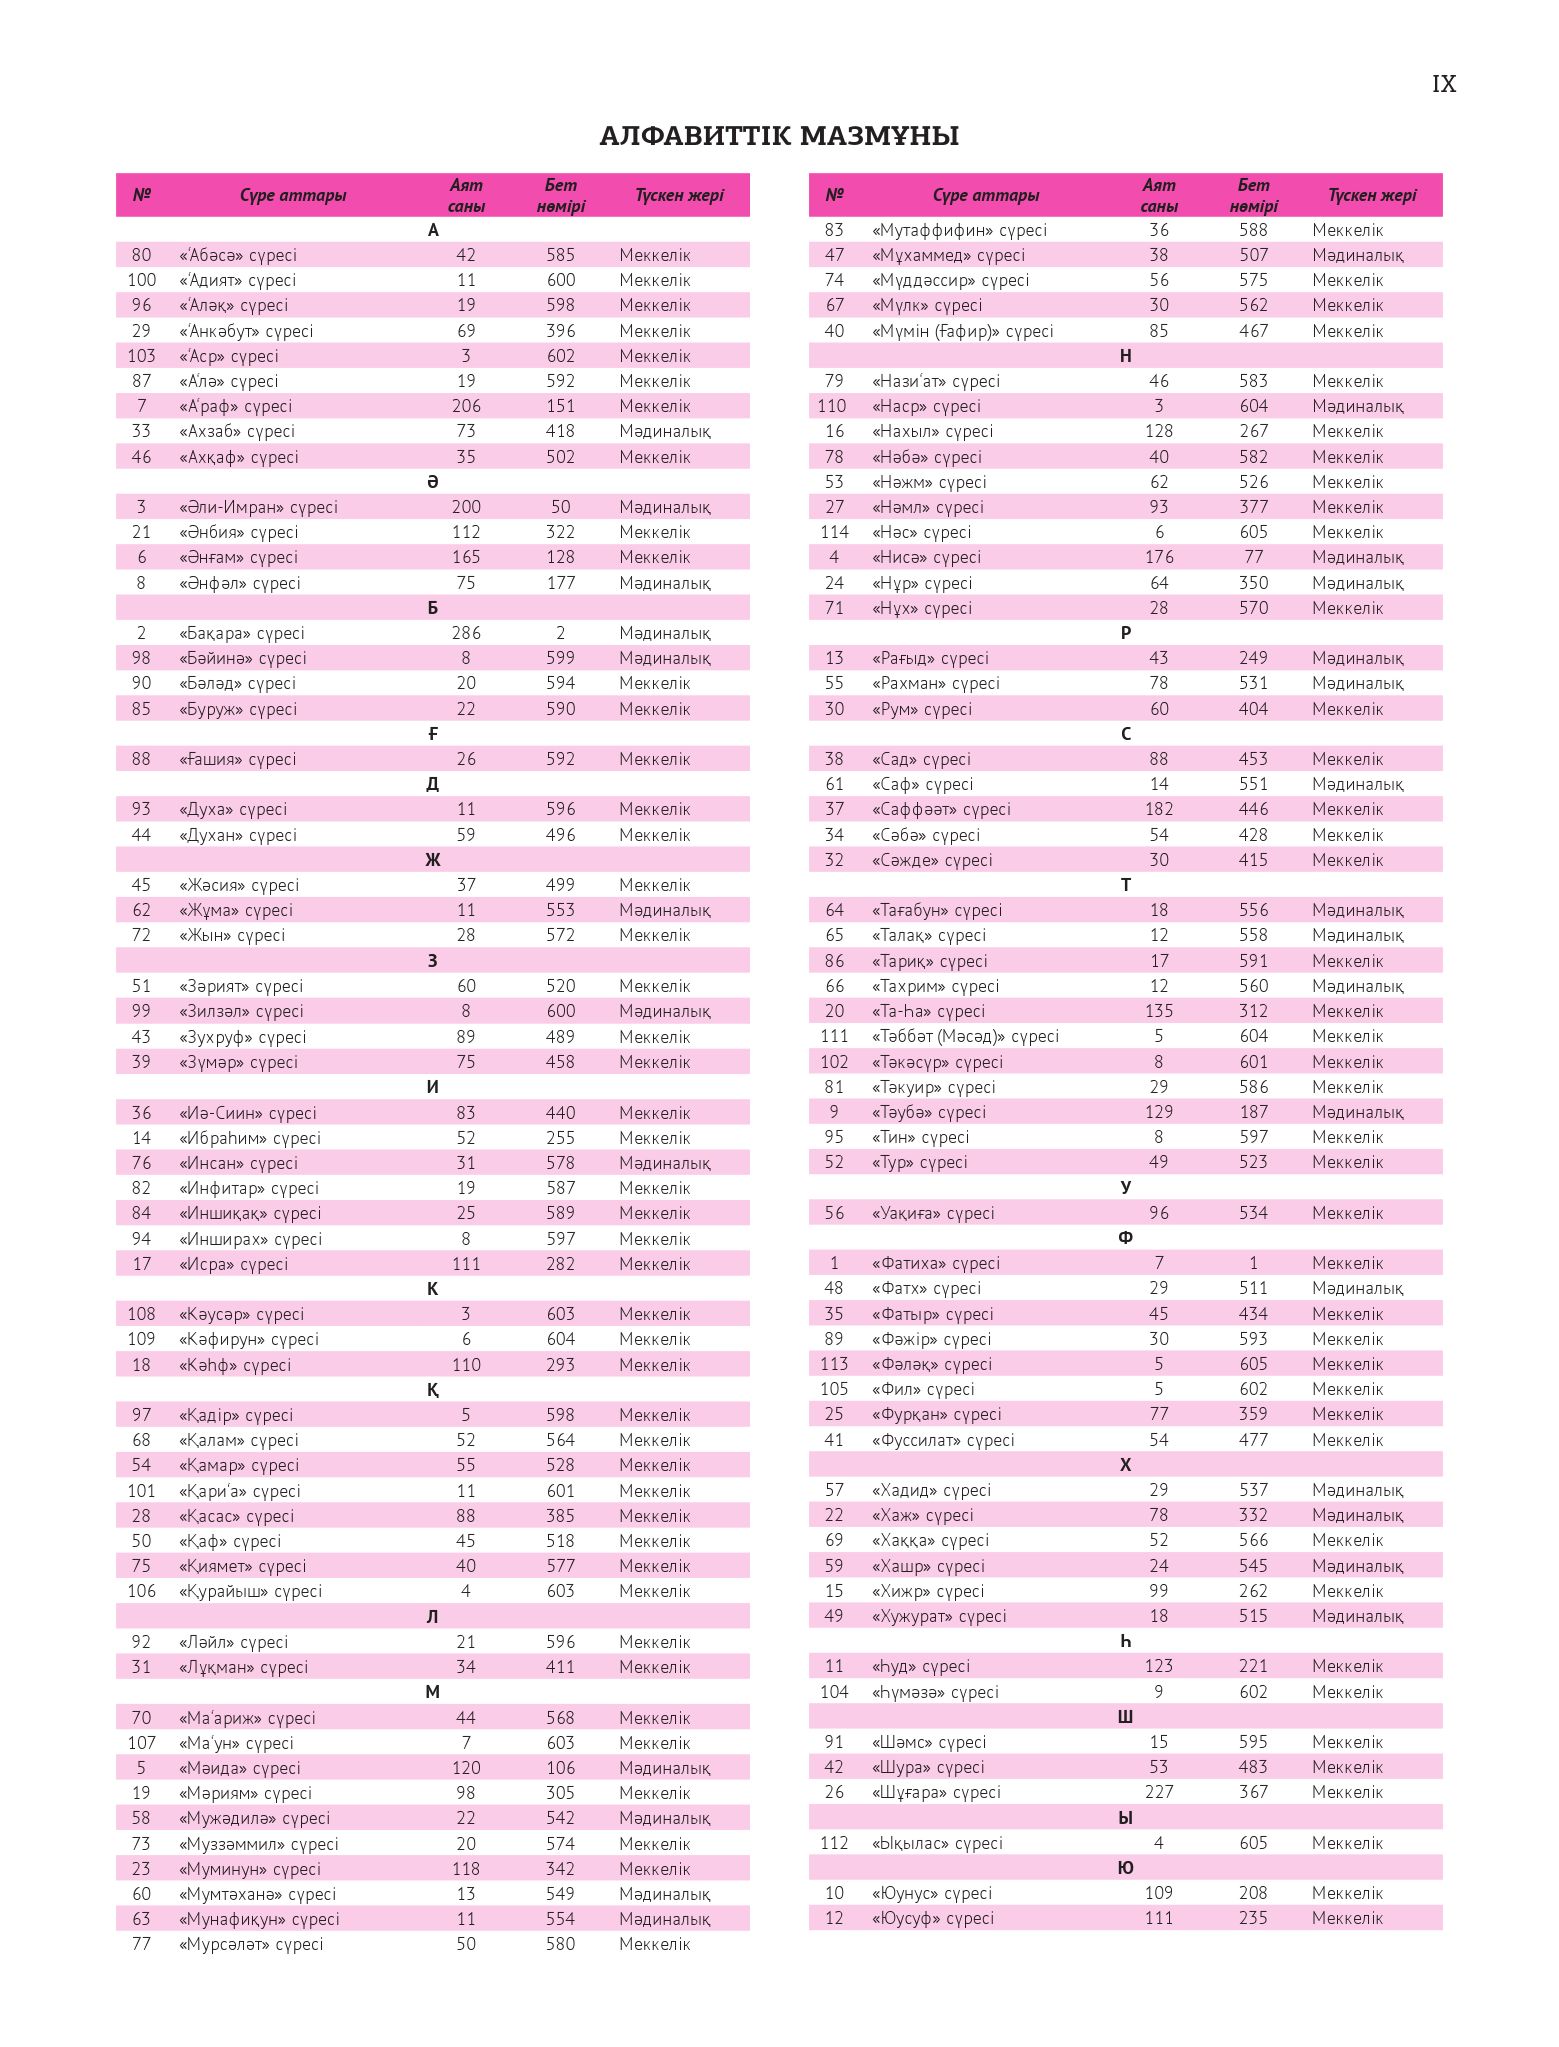 IX
АЛФАВИТТІК МАЗМҰНЫ
№ Сүре аттары Аят саны Бет нөмірі Түскен жері
А
80 «‘Абәсә» сүресі 42 585 Меккелік
100 «‘Адият» сүресі 11 600 Меккелік
96 «‘Аләқ» сүресі 19 598 Меккелік
29 «‘Анкәбут» сүресі 69 396 Меккелік
103 «‘Аср» сүресі 3 602 Меккелік
87 «А‘лә» сүресі 19 592 Меккелік
7 «А‘раф» сүресі 206 151 Меккелік
33 «Ахзаб» сүресі 73 418 Мәдиналық
46 «Ахқаф» сүресі 35 502 Меккелік
Ә
3 «Әли-Имран» сүресі 200 50 Мәдиналық
21 «Әнбия» сүресі 112 322 Меккелік
6 «Әнғам» сүресі 165 128 Меккелік
8 «Әнфәл» сүресі 75 177 Мәдиналық
Б
2 «Бақара» сүресі 286 2 Мәдиналық
98 «Бәйинә» сүресі 8 599 Мәдиналық
90 «Бәләд» сүресі 20 594 Меккелік
85 «Буруж» сүресі 22 590 Меккелік
Ғ
88 «Ғашия» сүресі 26 592 Меккелік
Д
93 «Духа» сүресі 11 596 Меккелік
44 «Духан» сүресі 59 496 Меккелік
Ж
45 «Жәсия» сүресі 37 499 Меккелік
62 «Жұма» сүресі 11 553 Мәдиналық
72 «Жын» сүресі 28 572 Меккелік
З
51 «Зәрият» сүресі 60 520 Меккелік
99 «Зилзәл» сүресі 8 600 Мәдиналық
43 «Зухруф» сүресі 89 489 Меккелік
39 «Зүмәр» сүресі 75 458 Меккелік
И
36 «Иә-Сиин» сүресі 83 440 Меккелік
14 «Ибраһим» сүресі 52 255 Меккелік
76 «Инсан» сүресі 31 578 Мәдиналық
82 «Инфитар» сүресі 19 587 Меккелік
84 «Иншиқақ» сүресі 25 589 Меккелік
94 «Инширах» сүресі 8 597 Меккелік
17 «Исра» сүресі 111 282 Меккелік
К
108 «Кәусәр» сүресі 3 603 Меккелік
109 «Кәфирун» сүресі 6 604 Меккелік
18 «Кәһф» сүресі 110 293 Меккелік
Қ
97 «Қадір» сүресі 5 598 Меккелік
68 «Қалам» сүресі 52 564 Меккелік
54 «Қамар» сүресі 55 528 Меккелік
101 «Қари‘а» сүресі 11 601 Меккелік
28 «Қасас» сүресі 88 385 Меккелік
50 «Қаф» сүресі 45 518 Меккелік
75 «Қиямет» сүресі 40 577 Меккелік
106 «Құрайыш» сүресі 4 603 Меккелік
Л
92 «Ләйл» сүресі 21 596 Меккелік
31 «Лұқман» сүресі 34 411 Меккелік
М
70 «Ма‘ариж» сүресі 44 568 Меккелік
107 «Ма‘ун» сүресі 7 603 Меккелік
5 «Мәида» сүресі 120 106 Мәдиналық
19 «Мәриям» сүресі 98 305 Меккелік
58 «Мужәдилә» сүресі 22 542 Мәдиналық
73 «Муззәммил» сүресі 20 574 Меккелік
23 «Муминун» сүресі 118 342 Меккелік
60 «Мумтәханә» сүресі 13 549 Мәдиналық
63 «Мунафиқун» сүресі 11 554 Мәдиналық
77 «Мурсәләт» сүресі 50 580 Меккелік
№ Сүре аттары Аят саны Бет нөмірі Түскен жері
83 «Мутаффифин» сүресі 36 588 Меккелік
47 «Мұхаммед» сүресі 38 507 Мәдиналық
74 «Мүддәссир» сүресі 56 575 Меккелік
67 «Мүлк» сүресі 30 562 Меккелік
40 «Мүмін (Ғафир)» сүресі 85 467 Меккелік
Н
79 «Нази‘ат» сүресі 46 583 Меккелік
110 «Наср» сүресі 3 604 Мәдиналық
16 «Нахыл» сүресі 128 267 Меккелік
78 «Нәбә» сүресі 40 582 Меккелік
53 «Нәжм» сүресі 62 526 Меккелік
27 «Нәмл» сүресі 93 377 Меккелік
114 «Нәс» сүресі 6 605 Меккелік
4 «Нисә» сүресі 176 77 Мәдиналық
24 «Нұр» сүресі 64 350 Мәдиналық
71 «Нұх» сүресі 28 570 Меккелік
Р
13 «Рағыд» сүресі 43 249 Мәдиналық
55 «Рахман» сүресі 78 531 Мәдиналық
30 «Рум» сүресі 60 404 Меккелік
С
38 «Сад» сүресі 88 453 Меккелік
61 «Саф» сүресі 14 551 Мәдиналық
37 «Саффәәт» сүресі 182 446 Меккелік
34 «Сәбә» сүресі 54 428 Меккелік
32 «Сәжде» сүресі 30 415 Меккелік
Т
64 «Тағабун» сүресі 18 556 Мәдиналық
65 «Талақ» сүресі 12 558 Мәдиналық
86 «Тариқ» сүресі 17 591 Меккелік
66 «Тахрим» сүресі 12 560 Мәдиналық
20 «Та-һа» сүресі 135 312 Меккелік
111 «Тәббәт (Мәсәд)» сүресі 5 604 Меккелік
102 «Тәкәсүр» сүресі 8 601 Меккелік
81 «Тәкуир» сүресі 29 586 Меккелік
9 «Тәубә» сүресі 129 187 Мәдиналық
95 «Тин» сүресі 8 597 Меккелік
52 «Тур» сүресі 49 523 Меккелік
У
56 «Уақиға» сүресі 96 534 Меккелік
Ф
1 «Фатиха» сүресі 7 1 Меккелік
48 «Фатх» сүресі 29 511 Мәдиналық
35 «Фатыр» сүресі 45 434 Меккелік
89 «Фәжір» сүресі 30 593 Меккелік
113 «Фәләқ» сүресі 5 605 Меккелік
105 «Фил» сүресі 5 602 Меккелік
25 «Фурқан» сүресі 77 359 Меккелік
41 «Фуссилат» сүресі 54 477 Меккелік
Х
57 «Хадид» сүресі 29 537 Мәдиналық
22 «Хаж» сүресі 78 332 Мәдиналық
69 «Хаққа» сүресі 52 566 Меккелік
59 «Хашр» сүресі 24 545 Мәдиналық
15 «Хижр» сүресі 99 262 Меккелік
49 «Хужурат» сүресі 18 515 Мәдиналық
Һ
11 «Һуд» сүресі 123 221 Меккелік
104 «Һүмәзә» сүресі 9 602 Меккелік
Ш
91 «Шәмс» сүресі 15 595 Меккелік
42 «Шура» сүресі 53 483 Меккелік
26 «Шұғара» сүресі 227 367 Меккелік
Ы
112 «Ықылас» сүресі 4 605 Меккелік
Ю
10 «Юунус» сүресі 109 208 Меккелік
12 «Юусуф» сүресі 111 235 Меккелік